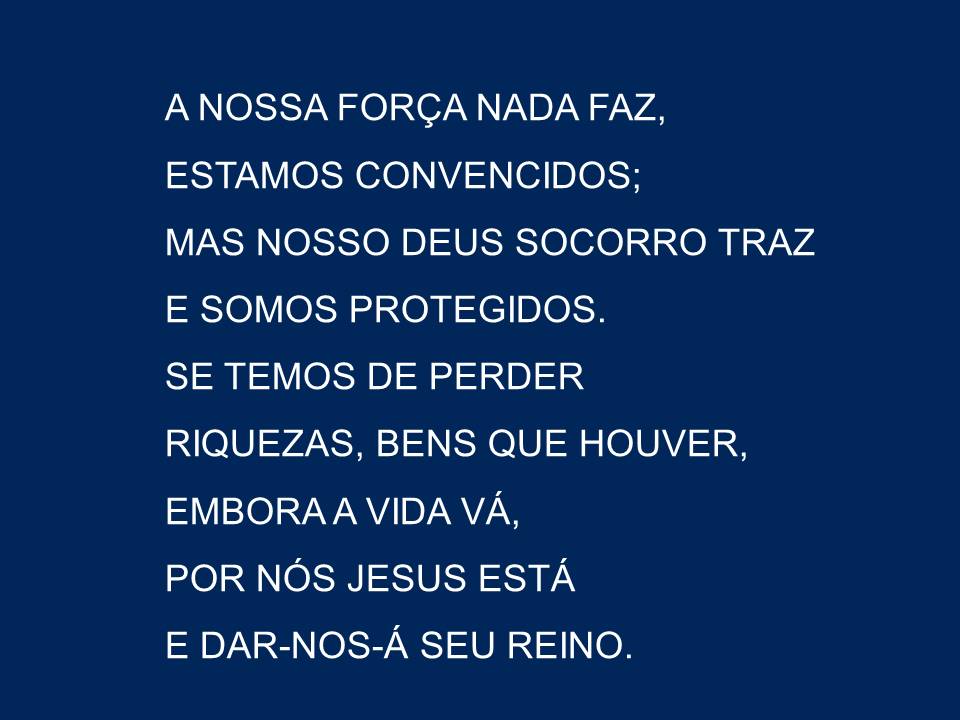 A NOSSA FORÇA NADA FAZ,
ESTAMOS CONVENCIDOS;
MAS NOSSO DEUS SOCORRO TRAZ
E SOMOS PROTEGIDOS.
SE TEMOS DE PERDER
RIQUEZAS, BENS QUE HOUVER,
EMBORA A VIDA VÁ,
POR NÓS JESUS ESTÁ
E DAR-NOS-Á SEU REINO.